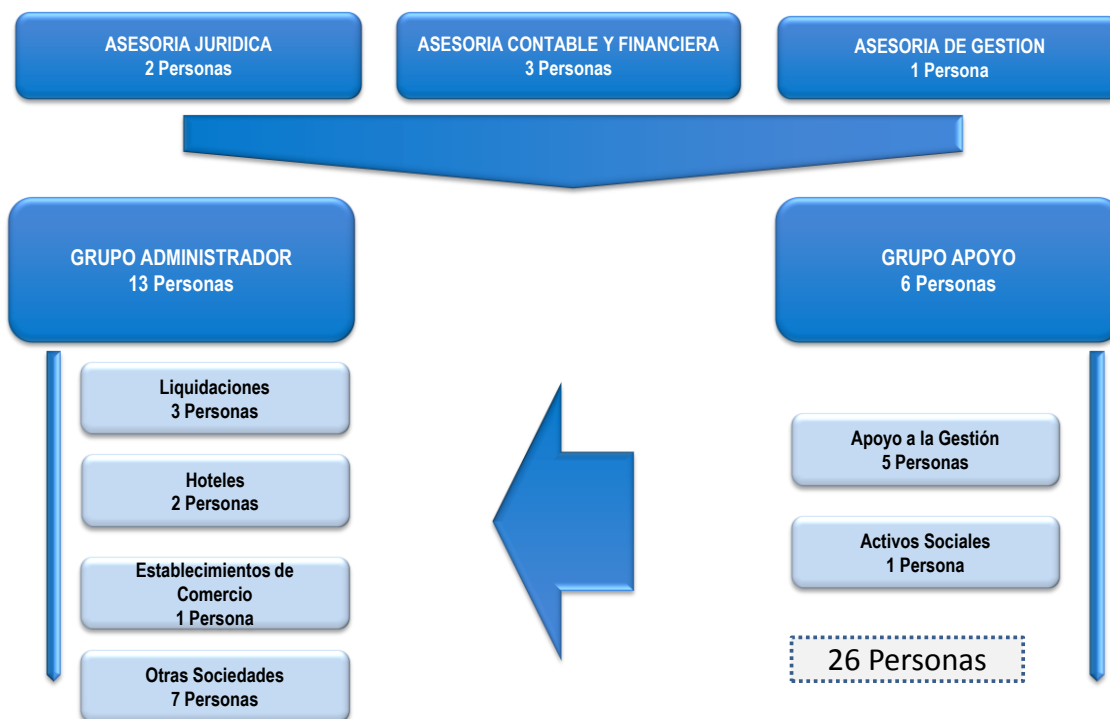 ASESORIA JURIDICA
2 Personas
ASESORIA CONTABLE Y FINANCIERA
3 Personas
ASESORIA DE GESTION
1 Persona
GRUPO ADMINISTRADOR
13 Personas
GRUPO APOYO
6 Personas
Liquidaciones
3 Personas
Hoteles
2 Personas
Establecimientos de
Comercio
1 Persona
Otras Sociedades
7 Personas
Apoyo a la Gestión
5 Personas
Activos Sociales
1 Persona
26 Personas